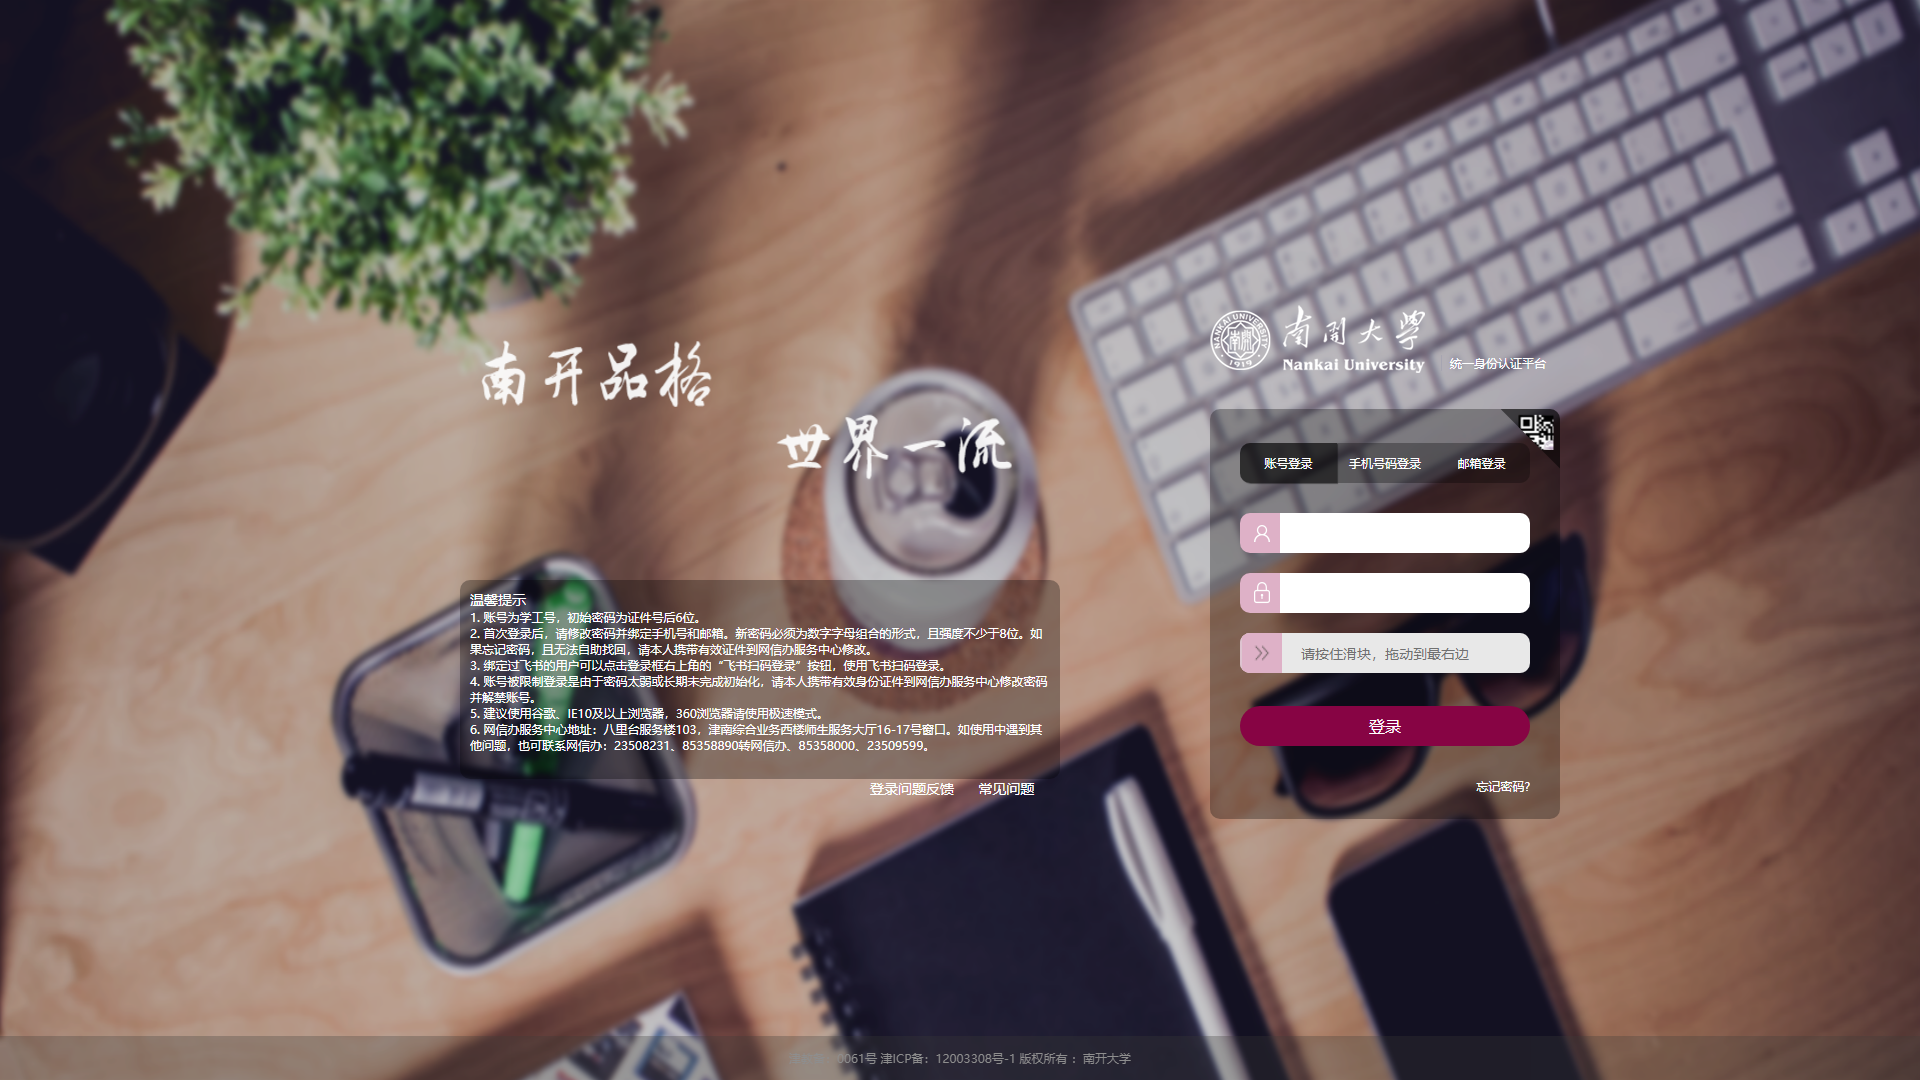 南开品格
世界一流
NANKAI UNIVERSITY
南开
1919
南開大学
Nankai University
统一身份认证平台
账号登录
手机号码登录
邮箱登录
请按住滑块，拖动到最右边
登录
忘记密码?
温馨提示
1. 账号为学工号，初始密码为证件号后6位。
2. 首次登录后，请修改密码并绑定手机号和邮箱。新密码必须为数字字母组合的形式，且强度不少于8位。如
果忘记密码，且无法自助找回，请本人携带有效证件到网信办服务中心修改。
3. 绑定过飞书的用户可以点击登录框右上角的“飞书扫码登录”按钮，使用飞书扫码登录。
4. 账号被限制登录是由于密码太弱或长期未完成初始化，请本人携带有效身份证件到网信办服务中心修改密码
并解禁账号。
5. 建议使用谷歌、IE10及以上浏览器，360浏览器请使用极速模式。
6. 网信办服务中心地址：八里台服务楼103，津南综合业务西楼师生服务大厅16-17号窗口。如使用中遇到其
他问题，也可联系网信办：23508231、85358890转网信办、85358000、23509599。
登录问题反馈
常见问题
0061号 津ICP备：12003308号-1 版权所有： 南开大学